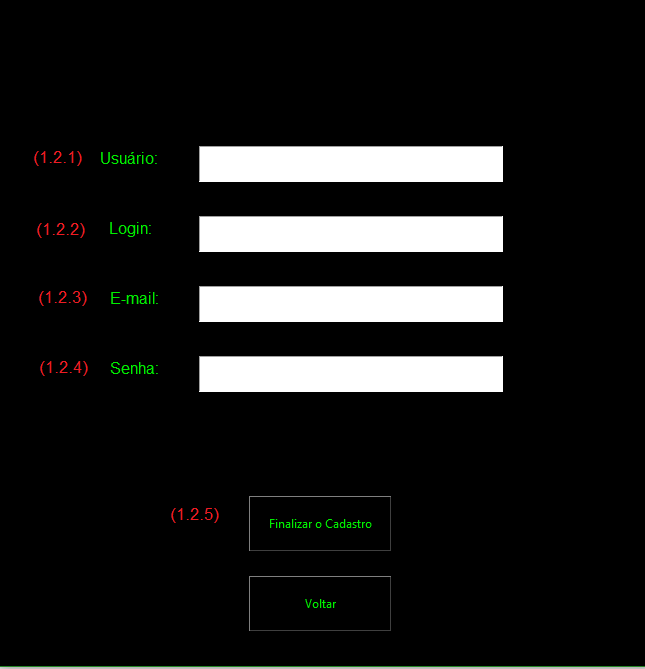 (1.2.1) Usuário:
(1.2.2) Login:
(1.2.3) E-mail:
(1.2.4) Senha:
(1.2.5) Finalizar o Cadastro
Voltar